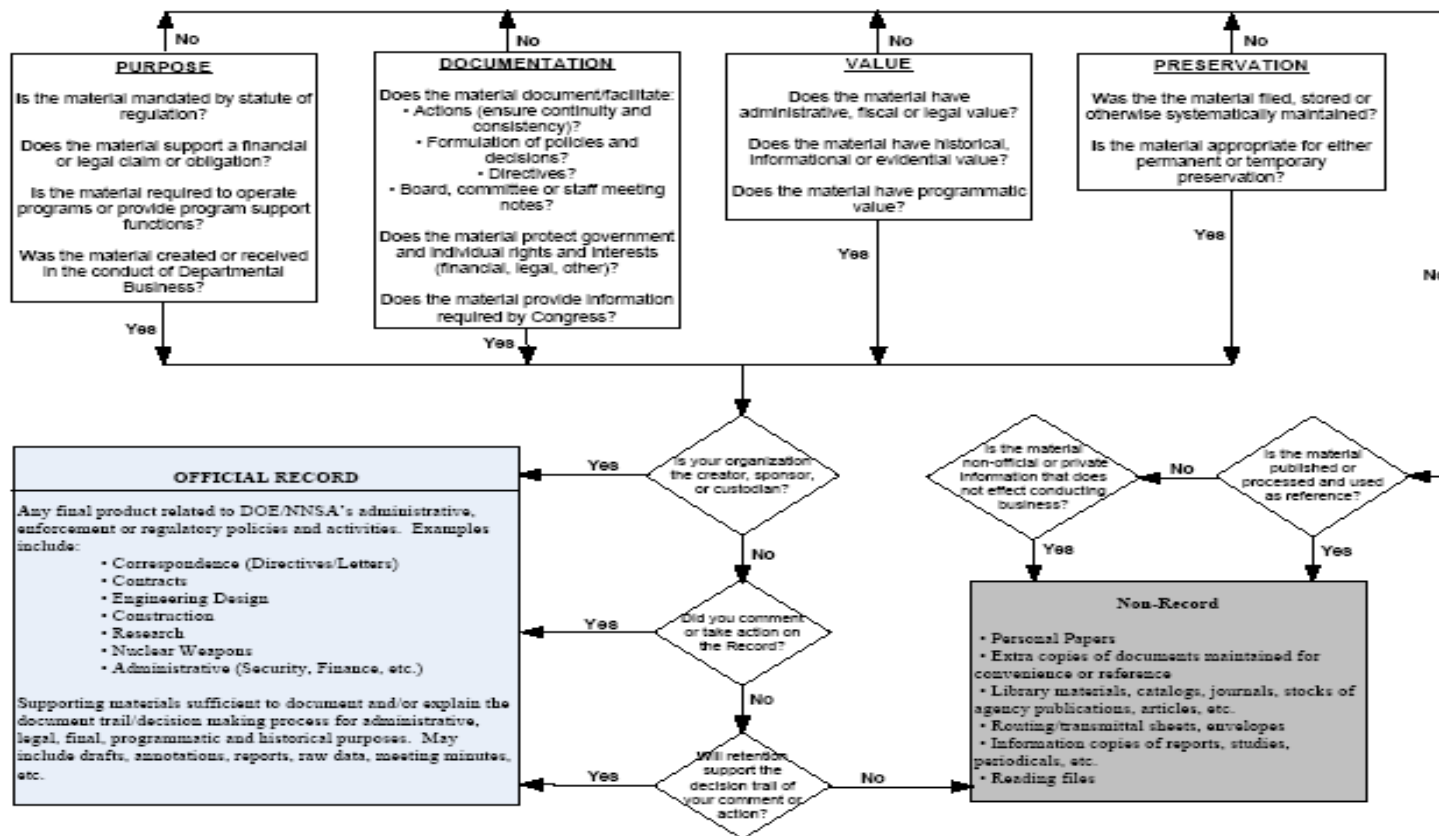 No
No
No
No
PURPOSE
Is the material mandated by statute of
regulation?
Does the material support a financial
or legal claim or obligation?
Is the material required to operate
programs or provide program support
functions?
Was the material created or received
in the conduct of Departmental
Business?
Yes
DOCUMENTATION
Does the material document/facilitate:
• Actions (ensure continuity and
consistency)?
• Formulation of policies and
decisions?
• Directives?
• Board, committee or staff meeting
notes?
Does the material protect government
and individual rights and interests
(financial, legal, other)?
Does the material provide information
required by Congress?
Yes
VALUE
Does the material have
administrative, fiscal or legal value?
Does the material have historical,
informational or evidential value?
Does the material have programmatic
value?
Yes
PRESERVATION
Was the the material filed, stored or
otherwise systematically maintained?
Is the material appropriate for either
permanent or temporary
preservation?
Yes
No
OFFICIAL RECORD
Any final product related to DOE/NNSA's administrative,
enforcement or regulatory policies and activities. Examples
include:
• Correspondence (Directives/Letters)
• Contracts
• Engineering Design
• Construction
• Research
• Nuclear Weapons
• Administrative (Security, Finance, etc.)
Supporting materials sufficient to document and/or explain the
document trail/decision making process for administrative,
legal, final, programmatic and historical purposes. May
include drafts, annotations, reports, raw data, meeting minutes,
etc.
Yes
Is your organization
the creator, sponsor,
or custodian?
No
Yes
Did you comment
or take action on
the Record?
No
Yes
Will retention
support the
decision trail of
your comment or
action?
No
Is the material
non-official or private
information that does
not effect conducting
business?
Yes
No
Is the material
published or
processed and used
as reference?
Yes
Non-Record
• Personal Papers
• Extra copies of documents maintained for
convenience or reference
• Library materials, catalogs, journals, stocks of
agency publications, articles, etc.
• Routing/transmittal sheets, envelopes
• Information copies of reports, studies,
periodicals, etc.
• Reading files